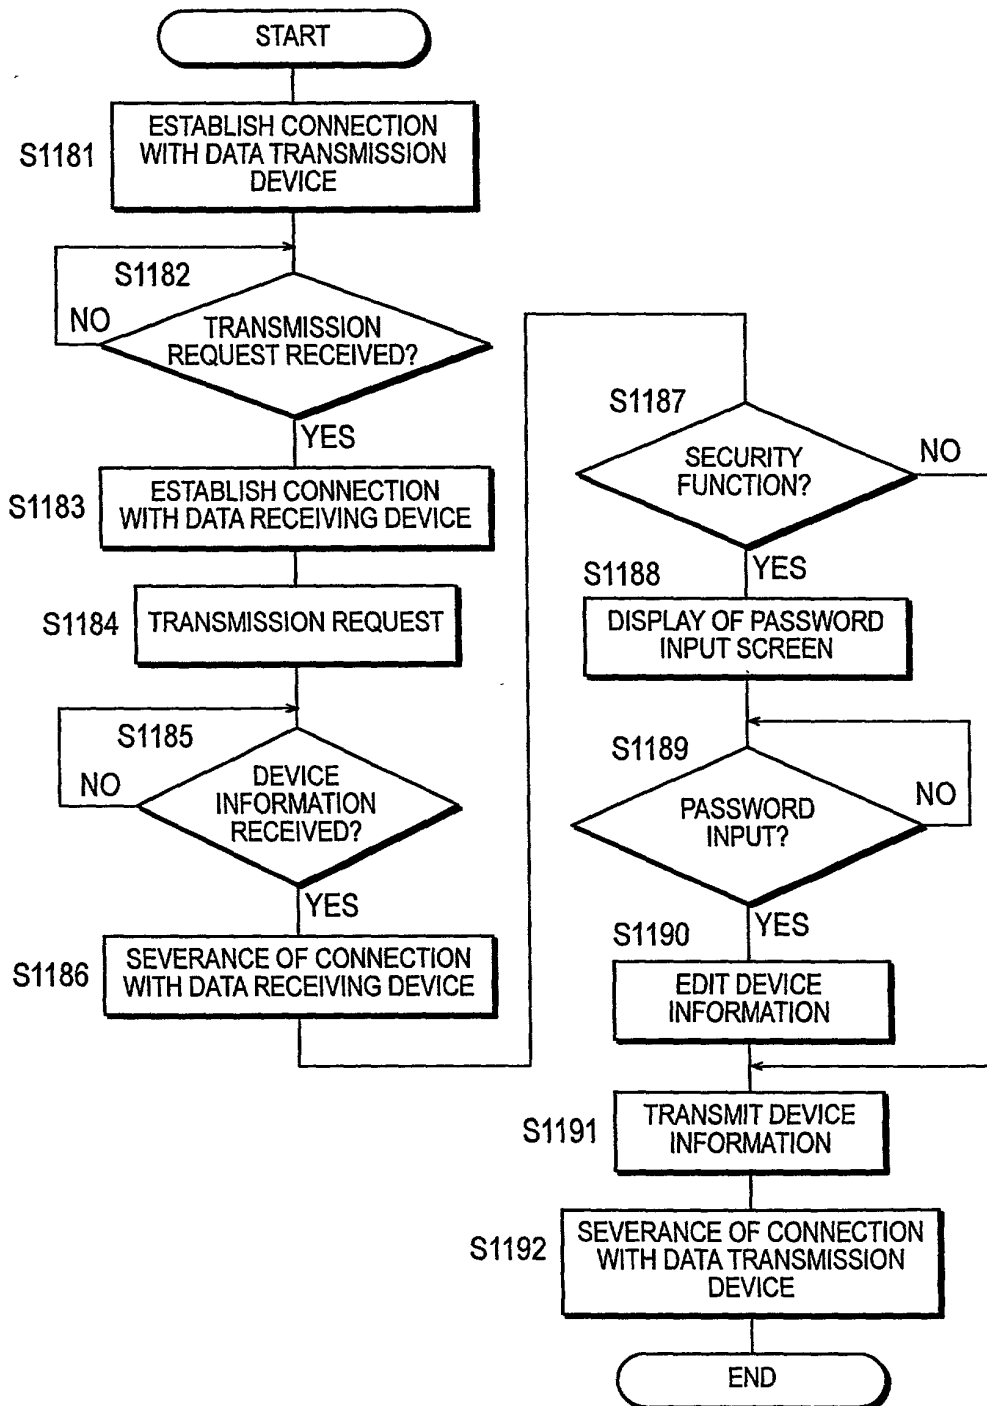 START
S1181
ESTABLISH CONNECTION
WITH DATA TRANSMISSION
DEVICE
S1182
NO
TRANSMISSION
REQUEST RECEIVED?
YES
S1183
ESTABLISH CONNECTION
WITH DATA RECEIVING DEVICE
S1184
TRANSMISSION REQUEST
S1185
NO
DEVICE
INFORMATION
RECEIVED?
YES
S1186
SEVERANCE OF CONNECTION
WITH DATA RECEIVING DEVICE
S1187
SECURITY
FUNCTION?
NO
YES
S1188
DISPLAY OF PASSWORD
INPUT SCREEN
S1189
PASSWORD
INPUT?
NO
YES
S1190
EDIT DEVICE
INFORMATION
S1191
TRANSMIT DEVICE
INFORMATION
S1192
SEVERANCE OF CONNECTION
WITH DATA TRANSMISSION
DEVICE
END